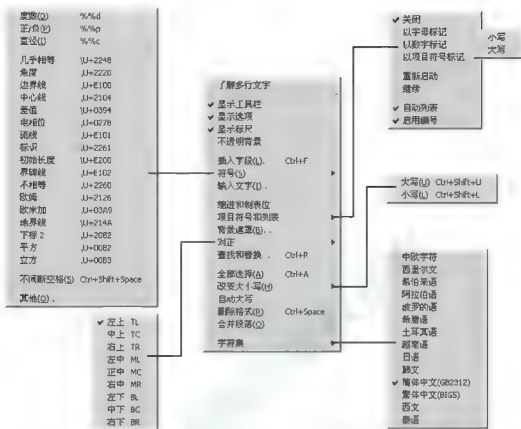 度数(D) %%d
正/负(P) %%p
直径(I) %%c
几乎相等 \U+2248
角度 \U+2220
边界线 \U+E100
中心线 \U+2104
差值 \U+0394
电相位 \U+0278
流线 \U+E101
标识 \U+2261
初始长度 \U+E200
界碑线 \U+E102
不相等 \U+2260
欧姆 \U+2126
欧米加 \U+03A9
地界线 \U+214A
下标 2 \U+2082
平方 \U+00B2
立方 \U+00B3
不间断空格(S) Ctrl+Shift+Space
其他(O)...
了解多行文字
✔ 显示工具栏
✔ 显示选项
✔ 显示标尺
不透明背景
插入字段(L)... Ctrl+F
符号(S)
输入文字(I)...
缩进和制表位
项目符号和列表
背景遮罩(B)...
对正
查找和替换... Ctrl+R
全部选择(A) Ctrl+A
改变大小写(H)
自动大写
删除格式(R) Ctrl+Space
合并段落(O)
字符集
✔ 关闭
以字母标记
以数字标记
以项目符号标记
重新启动
继续
✔ 自动列表
✔ 启用编号
小写
大写
大写(U) Ctrl+Shift+U
小写(L) Ctrl+Shift+L
✔ 左上 TL
中上 TC
右上 TR
左中 ML
正中 MC
右中 MR
左下 BL
中下 BC
右下 BR
中欧字符
西里尔文
希伯来语
阿拉伯语
波罗的语
希腊语
土耳其语
越南语
日语
韩文
✔ 简体中文(GB2312)
繁体中文(BIG5)
西文
泰语